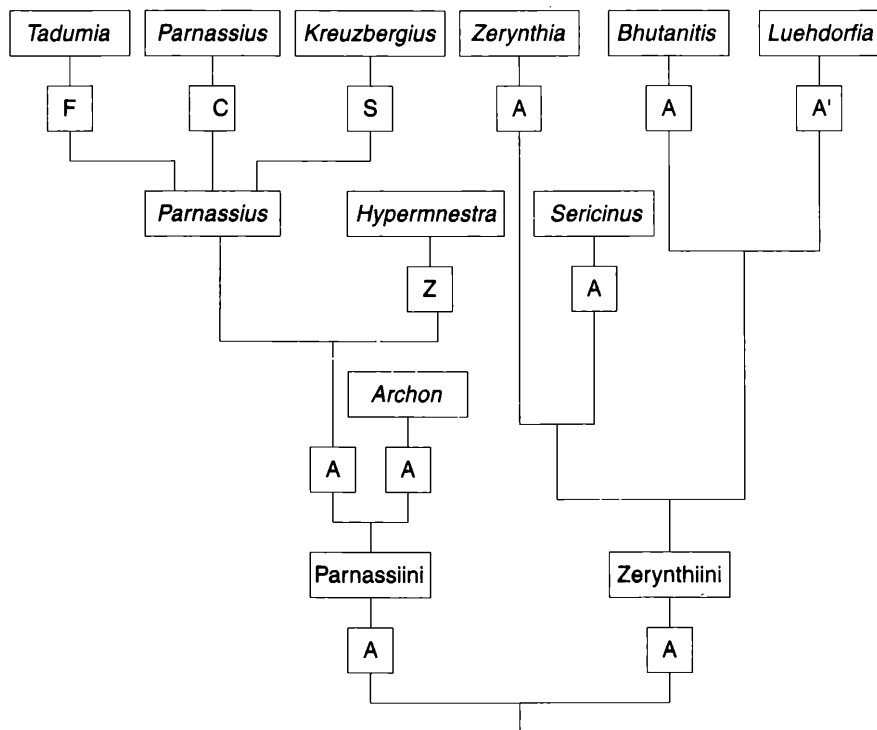 Tadumia Parnassius Kreuzbergius Zerynthia Bhutanitis Luehdorfia
F C S A A A'
Parnassius Hypermnestra Sericinus
Z A
Archon
A A
Parnassiini Zerynthiini
A A